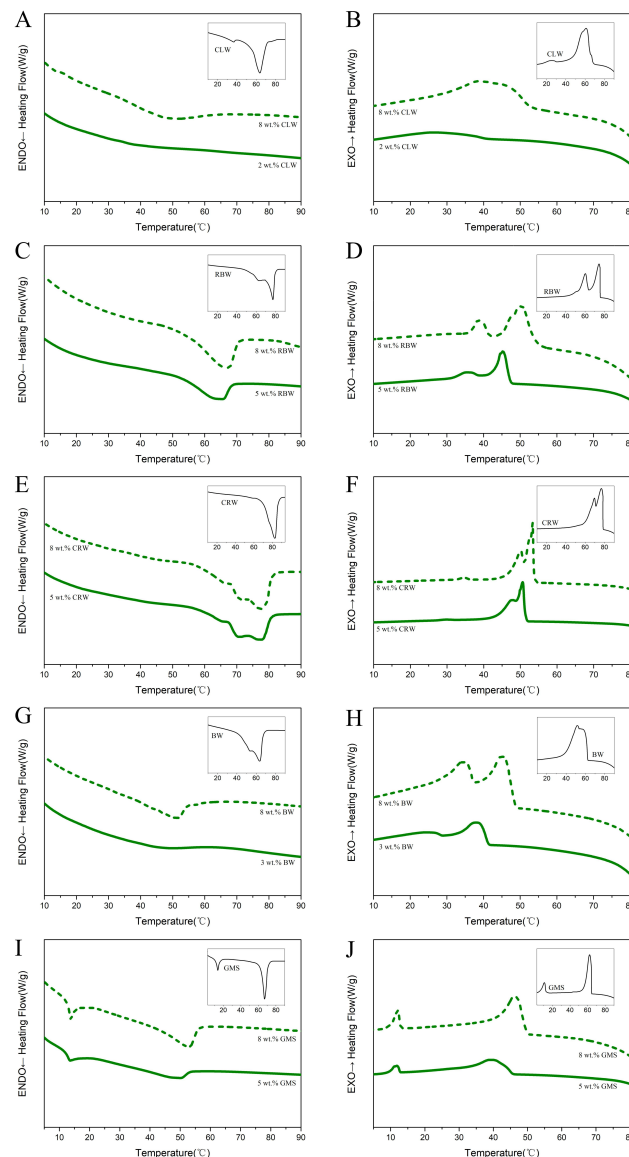 A
ENDO← Heating Flow(W/g)
CLW
20 40 60 80
8 wt.% CLW
2 wt.% CLW
10 20 30 40 50 60 70 80 90
Temperature(℃)
B
EXO→ Heating Flow(W/g)
CLW
20 40 60 80
8 wt.% CLW
2 wt.% CLW
10 20 30 40 50 60 70 80
Temperature(℃)
C
ENDO← Heating Flow(W/g)
RBW
20 40 60 80
8 wt.% RBW
5 wt.% RBW
10 20 30 40 50 60 70 80 90
Temperature(℃)
D
EXO→ Heating Flow(W/g)
RBW
20 40 60 80
8 wt.% RBW
5 wt.% RBW
10 20 30 40 50 60 70 80
Temperature(℃)
E
ENDO← Heating Flow(W/g)
CRW
20 40 60 80
8 wt.% CRW
5 wt.% CRW
10 20 30 40 50 60 70 80 90
Temperature(℃)
F
EXO→ Heating Flow(W/g)
CRW
20 40 60 80
8 wt.% CRW
5 wt.% CRW
10 20 30 40 50 60 70 80
Temperature(℃)
G
ENDO← Heating Flow(W/g)
BW
20 40 60 80
8 wt.% BW
3 wt.% BW
10 20 30 40 50 60 70 80 90
Temperature(℃)
H
EXO→ Heating Flow(W/g)
BW
20 40 60 80
8 wt.% BW
3 wt.% BW
10 20 30 40 50 60 70 80
Temperature(℃)
I
ENDO← Heating Flow(W/g)
GMS
20 40 60 80
8 wt.% GMS
5 wt.% GMS
10 20 30 40 50 60 70 80 90
Temperature(℃)
J
EXO→ Heating Flow(W/g)
GMS
20 40 60 80
8 wt.% GMS
5 wt.% GMS
10 20 30 40 50 60 70 80
Temperature(℃)